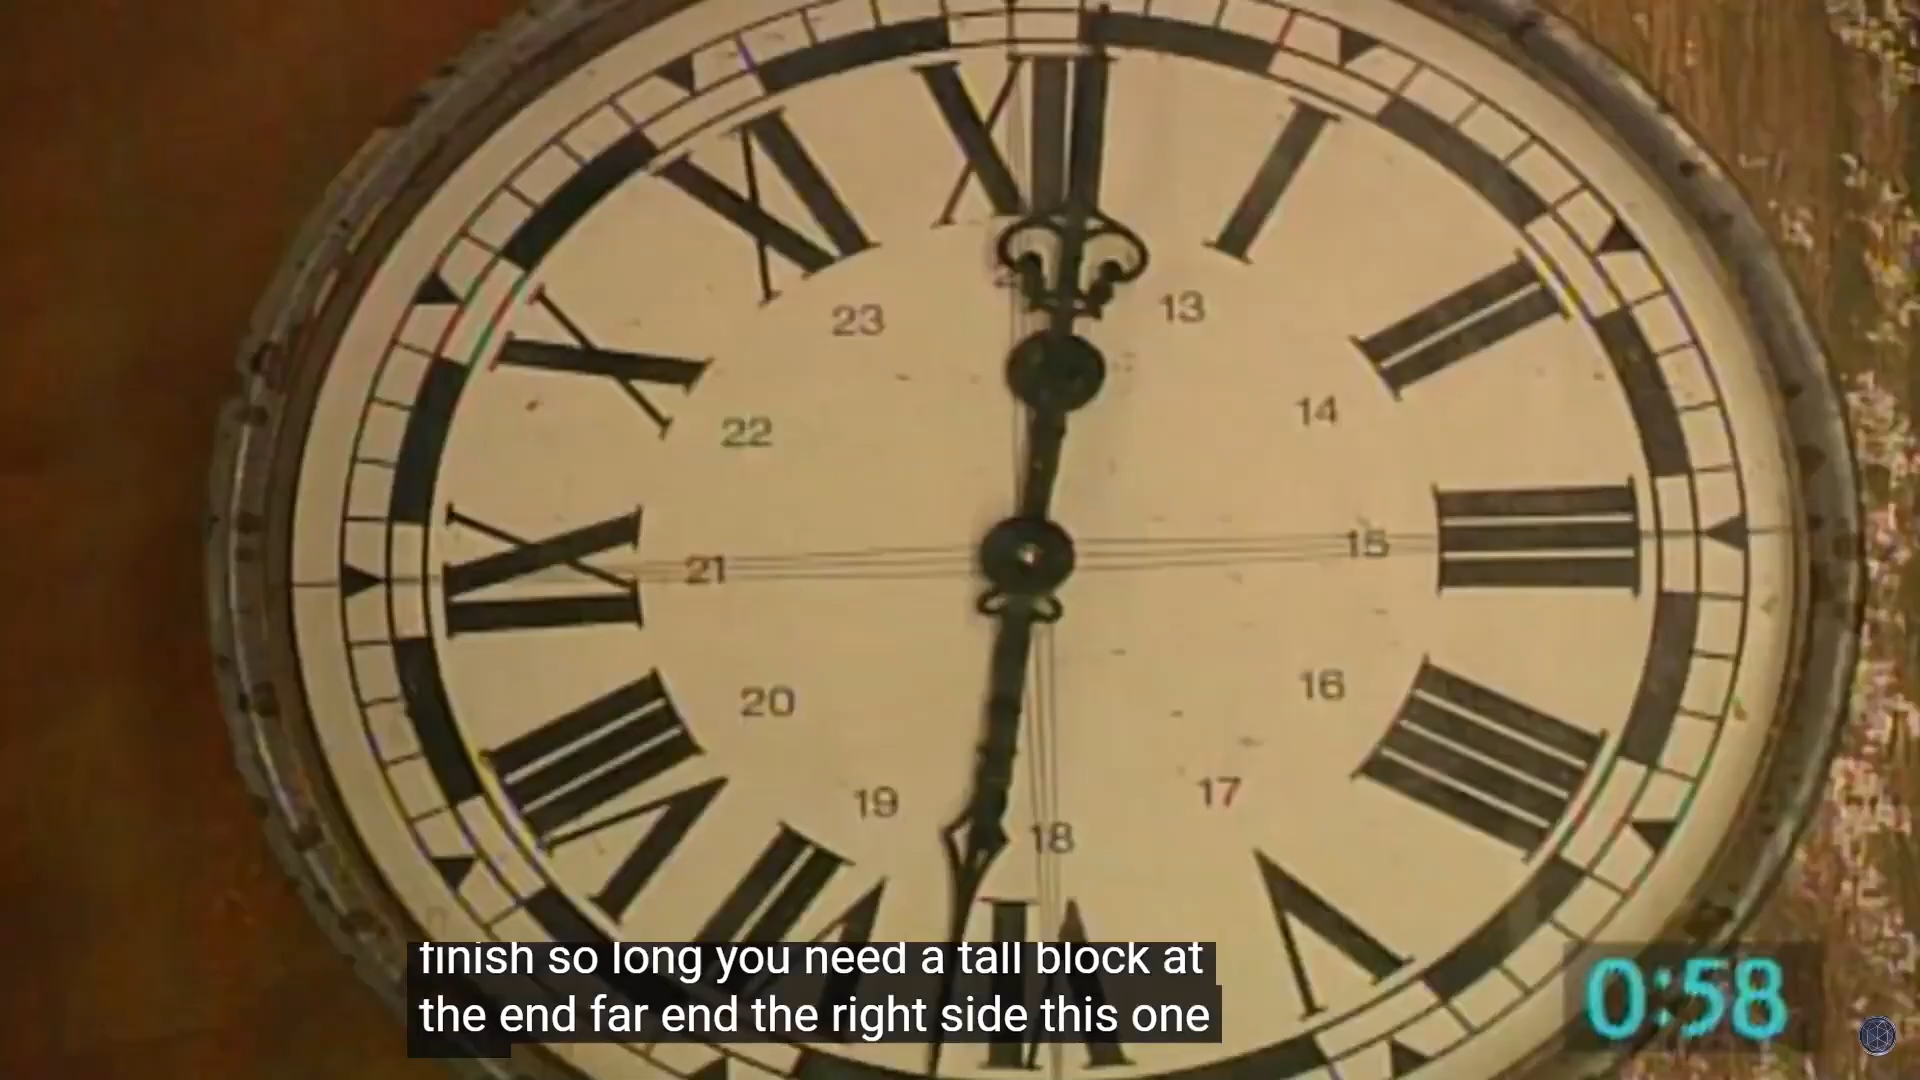 XII
I
XI
II
23
13
X
14
22
III
15
IX
21
16
20
IIII
VIII
17
19
18
V
VII
VI
finish so long you need a tall block at
the end far end the right side this one
0:58